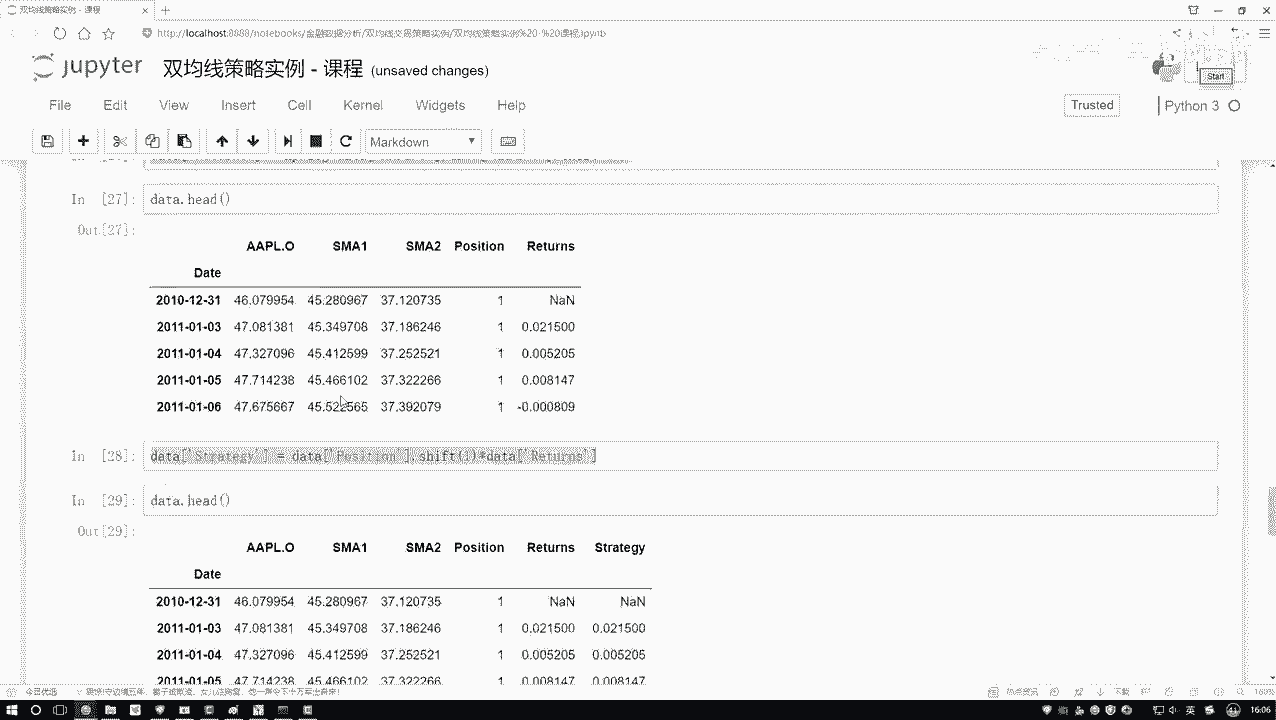 双均线策略实例 - 课程
http://localhost:8888/notebooks/金融数据分析/双均线交易策略实例/双均线策略实例%20-%20课程.ipynb
jupyter 双均线策略实例 - 课程 (unsaved changes)
Start
File Edit View Insert Cell Kernel Widgets Help
Trusted Python 3
Markdown
In [27]: data.head()
Out[27]:
AAPL.O SMA1 SMA2 Position Returns
Date
2010-12-31 46.079954 45.280967 37.120735 1 NaN
2011-01-03 47.081381 45.349708 37.186246 1 0.021500
2011-01-04 47.327096 45.412599 37.252521 1 0.005205
2011-01-05 47.714238 45.466102 37.322266 1 0.008147
2011-01-06 47.675667 45.522565 37.392079 1 -0.000809
In [28]: data['Strategy'] = data['Position'].shift(1)*data['Returns']
In [29]: data.head()
Out[29]:
AAPL.O SMA1 SMA2 Position Returns Strategy
Date
2010-12-31 46.079954 45.280967 37.120735 1 NaN NaN
2011-01-03 47.081381 45.349708 37.186246 1 0.021500 0.021500
2011-01-04 47.327096 45.412599 37.252521 1 0.005205 0.005205
2011-01-05 47.714238 45.466102 37.322266 1 0.008147 0.008147
今日优选
下载
160%
英
16:06